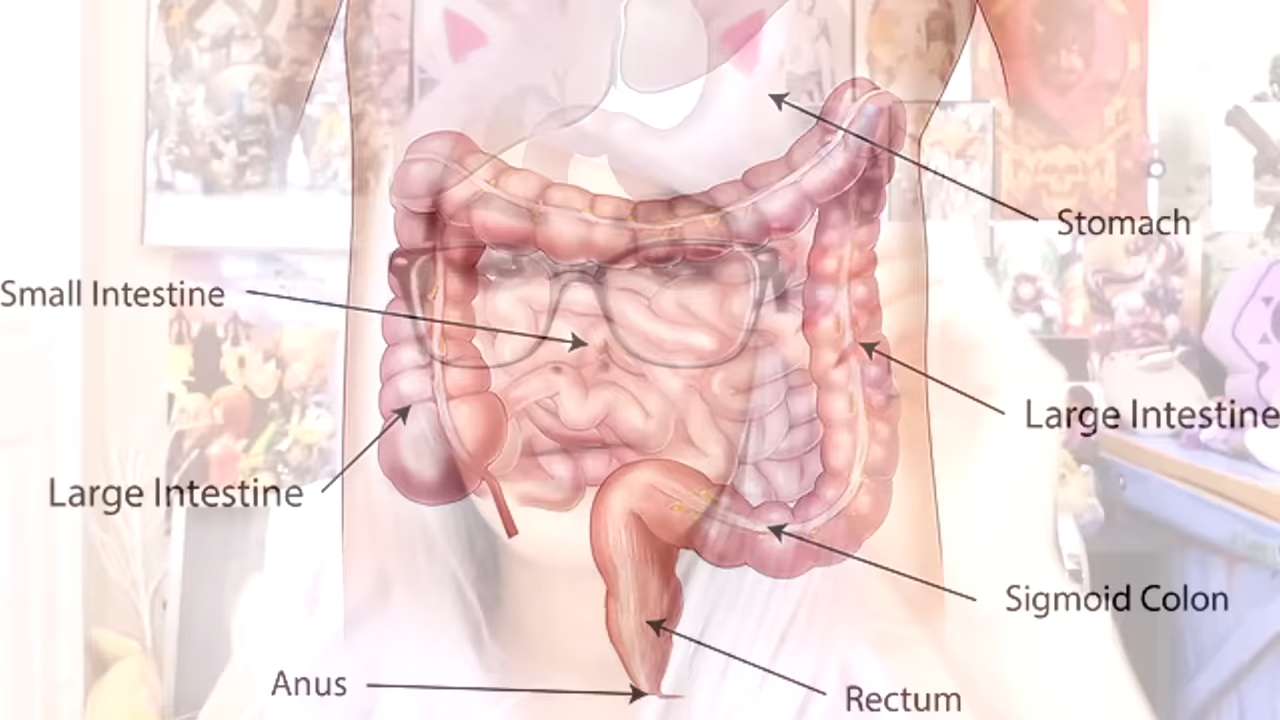 Stomach
Small Intestine
Large Intestine
Large Intestine
Sigmoid Colon
Anus
Rectum